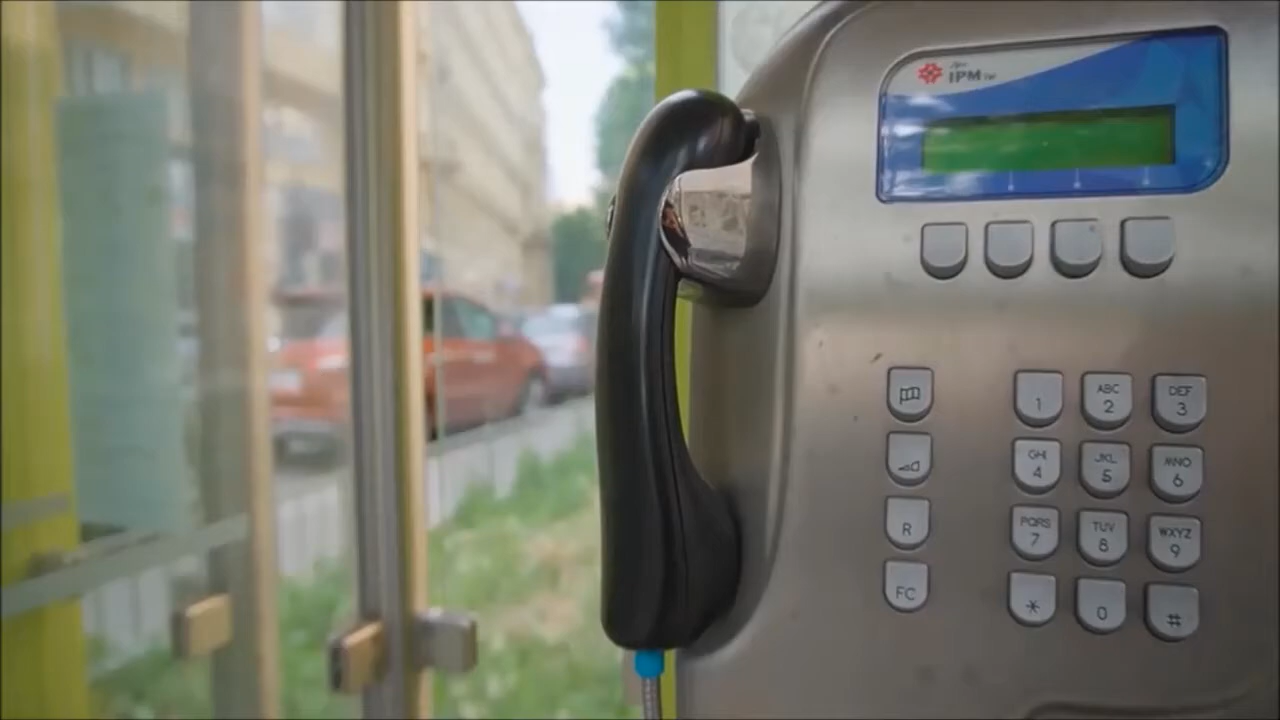 IPM
1
ABC
2
DEF
3
GHI
4
JKL
5
MNO
6
R
PQRS
7
TUV
8
WXYZ
9
FC
*
0
#